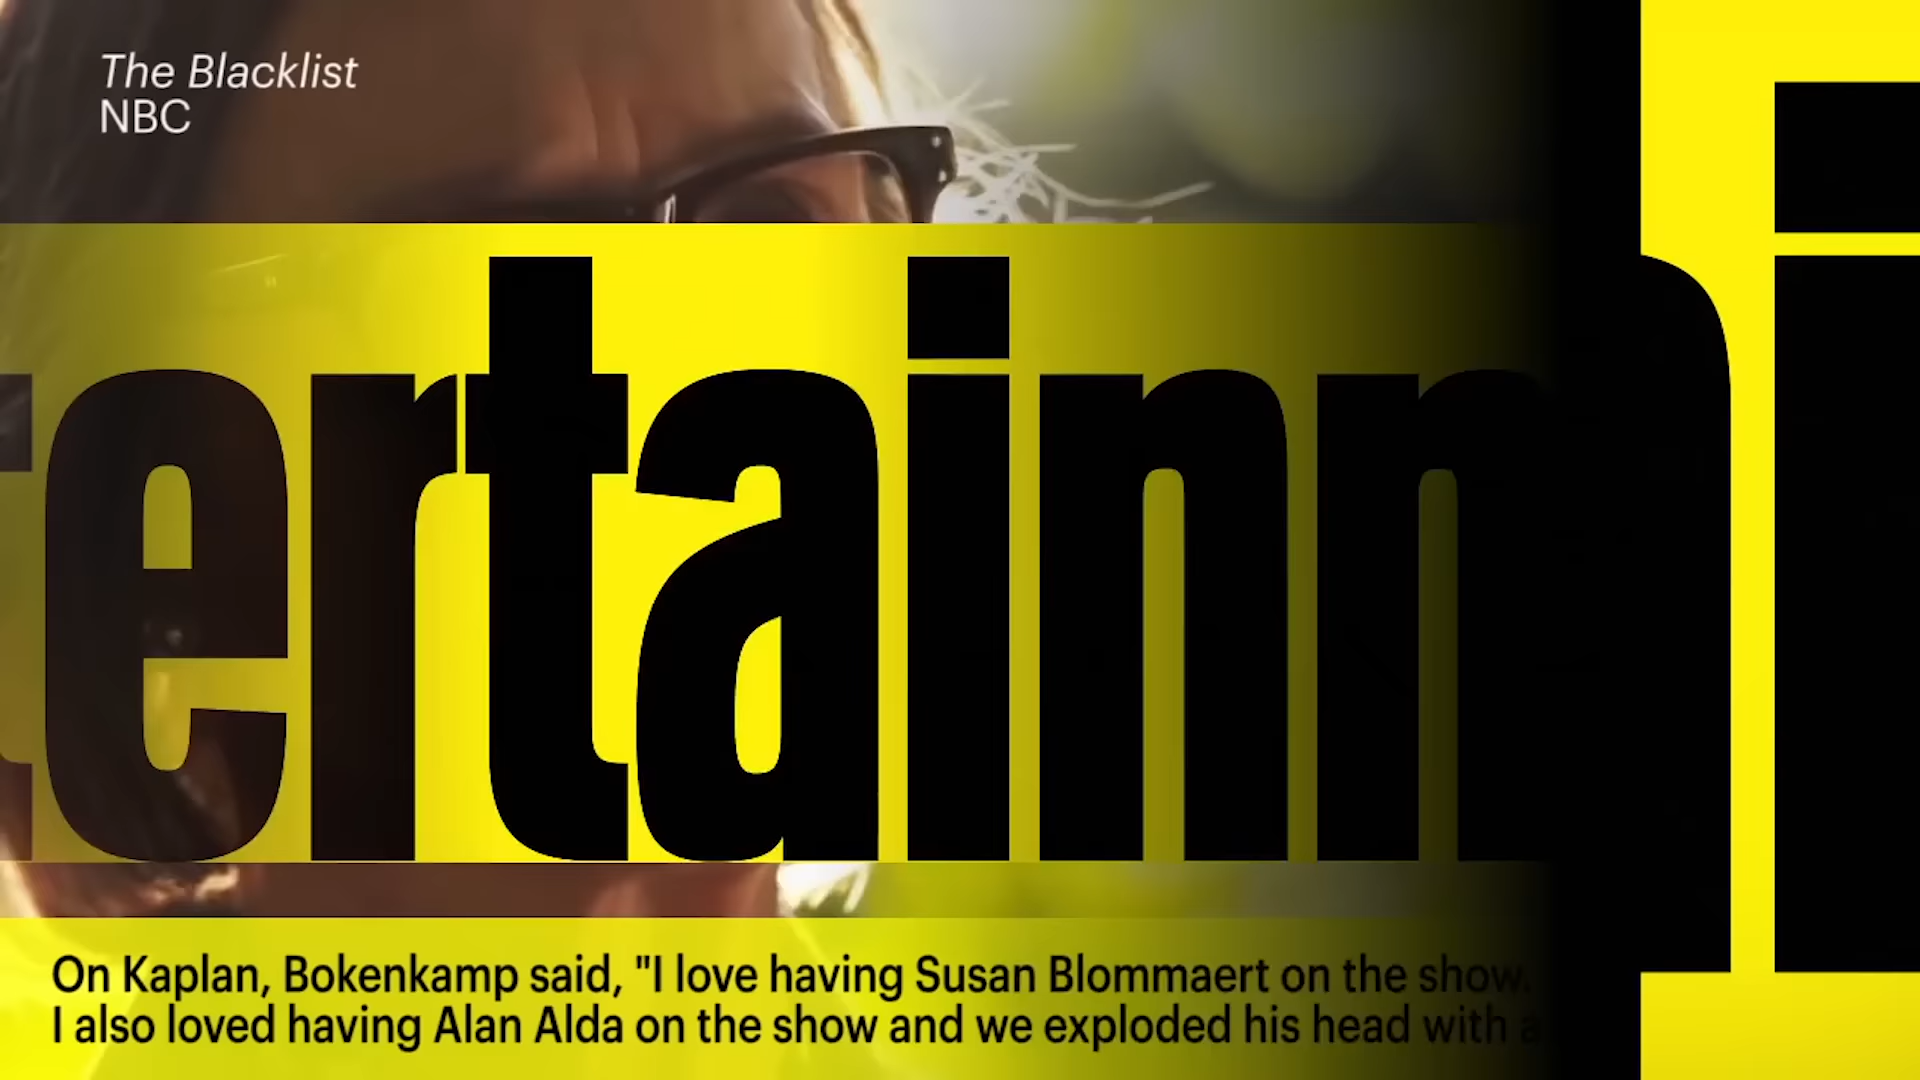 The Blacklist
NBC
tertainn
i
On Kaplan, Bokenkamp said, "I love having Susan Blommaert on the show.
I also loved having Alan Alda on the show and we exploded his head with a